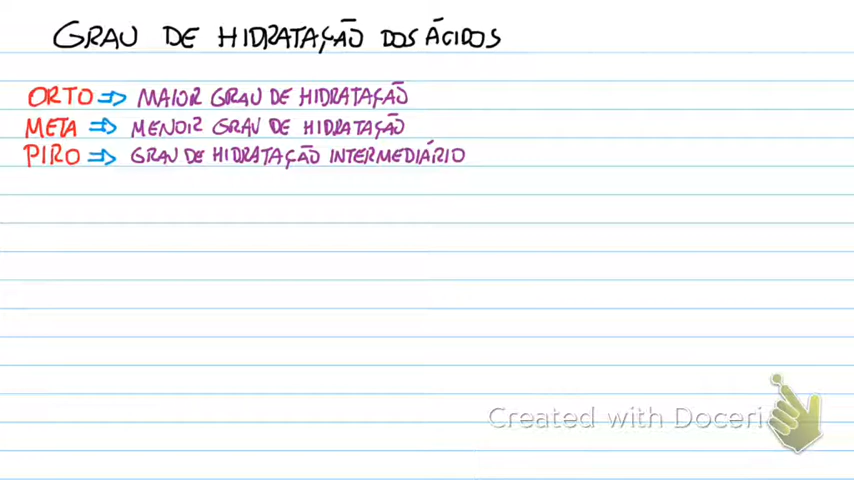 GRAU DE HIDRATAÇÃO DOS ÁCIDOS
ORTO ⇒ MAIOR GRAU DE HIDRATAÇÃO
META ⇒ MENOR GRAU DE HIDRATAÇÃO
PIRO ⇒ GRAU DE HIDRATAÇÃO INTERMEDIÁRIO
Created with Doceri